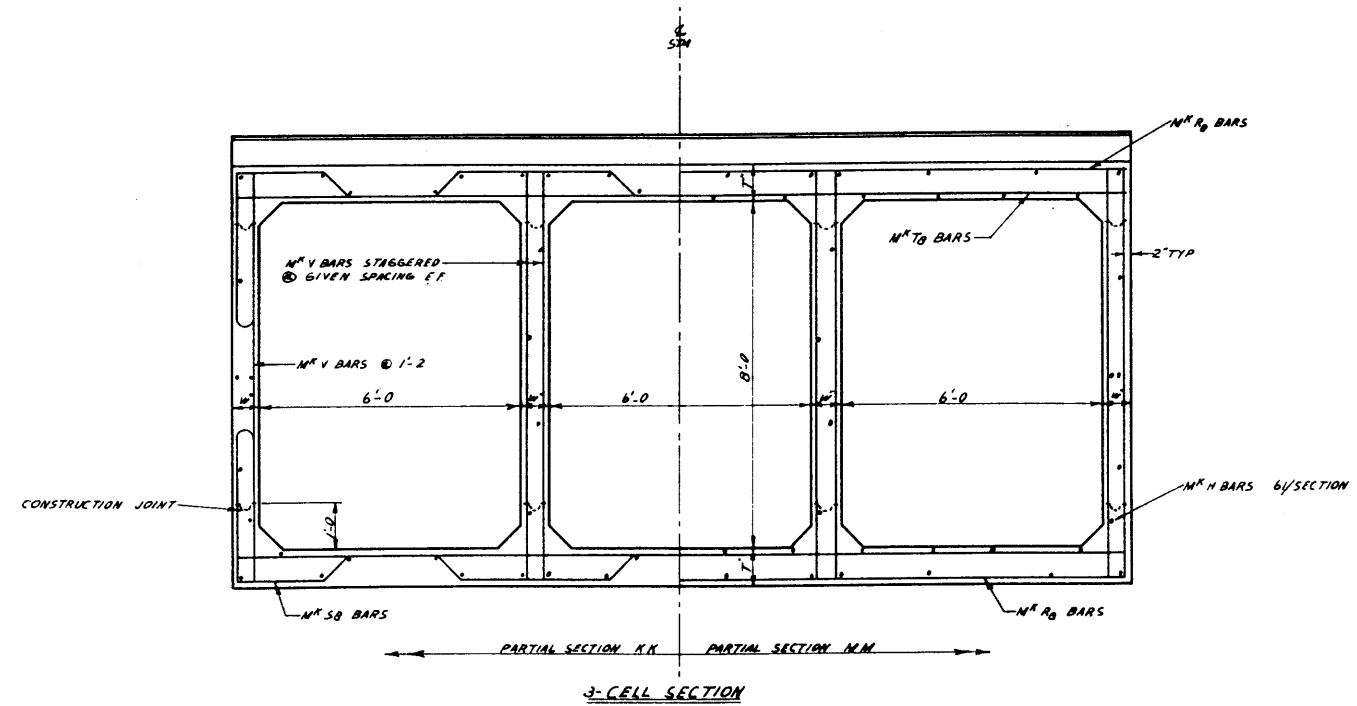 ℄
SYM
MK R8 BARS
T"
MK T8 BARS
MK V BARS STAGGERED
@ GIVEN SPACING E.F.
2" TYP
MK V BARS @ 1'-2
8'-0
W"
6'-0
W"
6'-0
W"
6'-0
W"
CONSTRUCTION JOINT
1'-0
MK H BARS 61/SECTION
T"
MK S8 BARS
MK R8 BARS
PARTIAL SECTION KK
PARTIAL SECTION MM
3-CELL SECTION